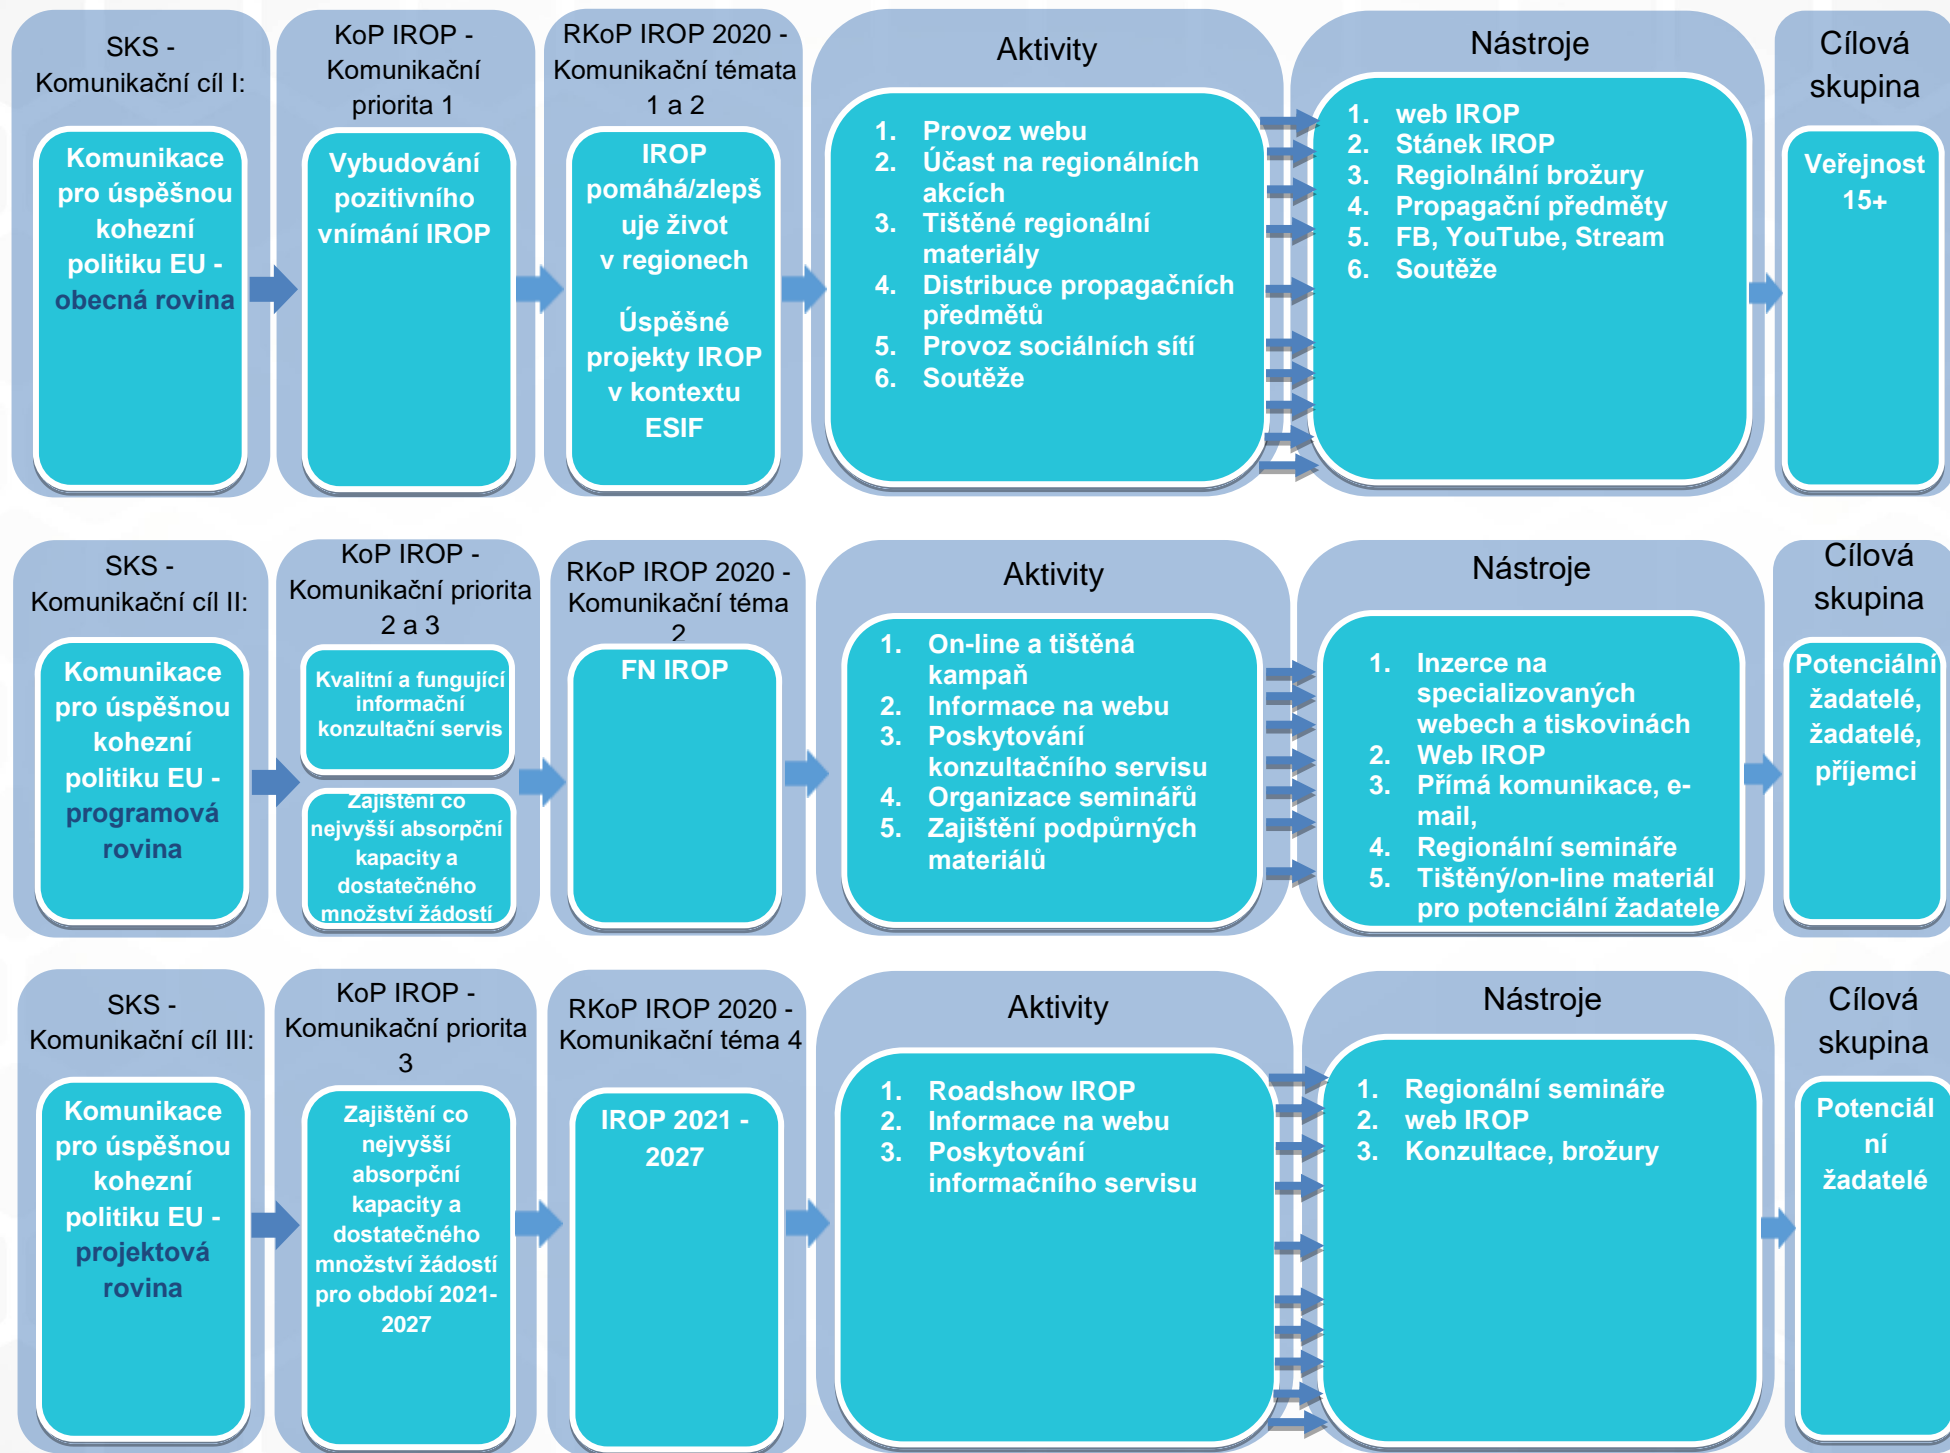 SKS -
Komunikační cíl I:
Komunikace
pro úspěšnou
kohezní
politiku EU -
obecná rovina
KoP IROP -
Komunikační
priorita 1
Vybudování
pozitivního
vnímání IROP
RKoP IROP 2020 -
Komunikační témata
1 a 2
IROP
pomáhá/zlepš
uje život
v regionech
Úspěšné
projekty IROP
v kontextu
ESIF
Aktivity
1. Provoz webu
2. Účast na regionálních
akcích
3. Tištěné regionální
materiály
4. Distribuce propagačních
předmětů
5. Provoz sociálních sítí
6. Soutěže
Nástroje
1. web IROP
2. Stánek IROP
3. Regiolnální brožury
4. Propagační předměty
5. FB, YouTube, Stream
6. Soutěže
Cílová
skupina
Veřejnost
15+
SKS -
Komunikační cíl II:
Komunikace
pro úspěšnou
kohezní
politiku EU -
programová
rovina
KoP IROP -
Komunikační priorita
2 a 3
Kvalitní a fungující
informační
konzultační servis
Zajištění co
nejvyšší absorpční
kapacity a
dostatečného
množství žádostí
RKoP IROP 2020 -
Komunikační téma
2
FN IROP
Aktivity
1. On-line a tištěná
kampaň
2. Informace na webu
3. Poskytování
konzultačního servisu
4. Organizace seminářů
5. Zajištění podpůrných
materiálů
Nástroje
1. Inzerce na
specializovaných
webech a tiskovinách
2. Web IROP
3. Přímá komunikace, e-
mail,
4. Regionální semináře
5. Tištěný/on-line materiál
pro potenciální žadatele
Cílová
skupina
Potenciální
žadatelé,
žadatelé,
příjemci
SKS -
Komunikační cíl III:
Komunikace
pro úspěšnou
kohezní
politiku EU -
projektová
rovina
KoP IROP -
Komunikační priorita
3
Zajištění co
nejvyšší
absorpční
kapacity a
dostatečného
množství žádostí
pro období 2021-
2027
RKoP IROP 2020 -
Komunikační téma 4
IROP 2021 -
2027
Aktivity
1. Roadshow IROP
2. Informace na webu
3. Poskytování
informačního servisu
Nástroje
1. Regionální semináře
2. web IROP
3. Konzultace, brožury
Cílová
skupina
Potenciál
ní
žadatelé